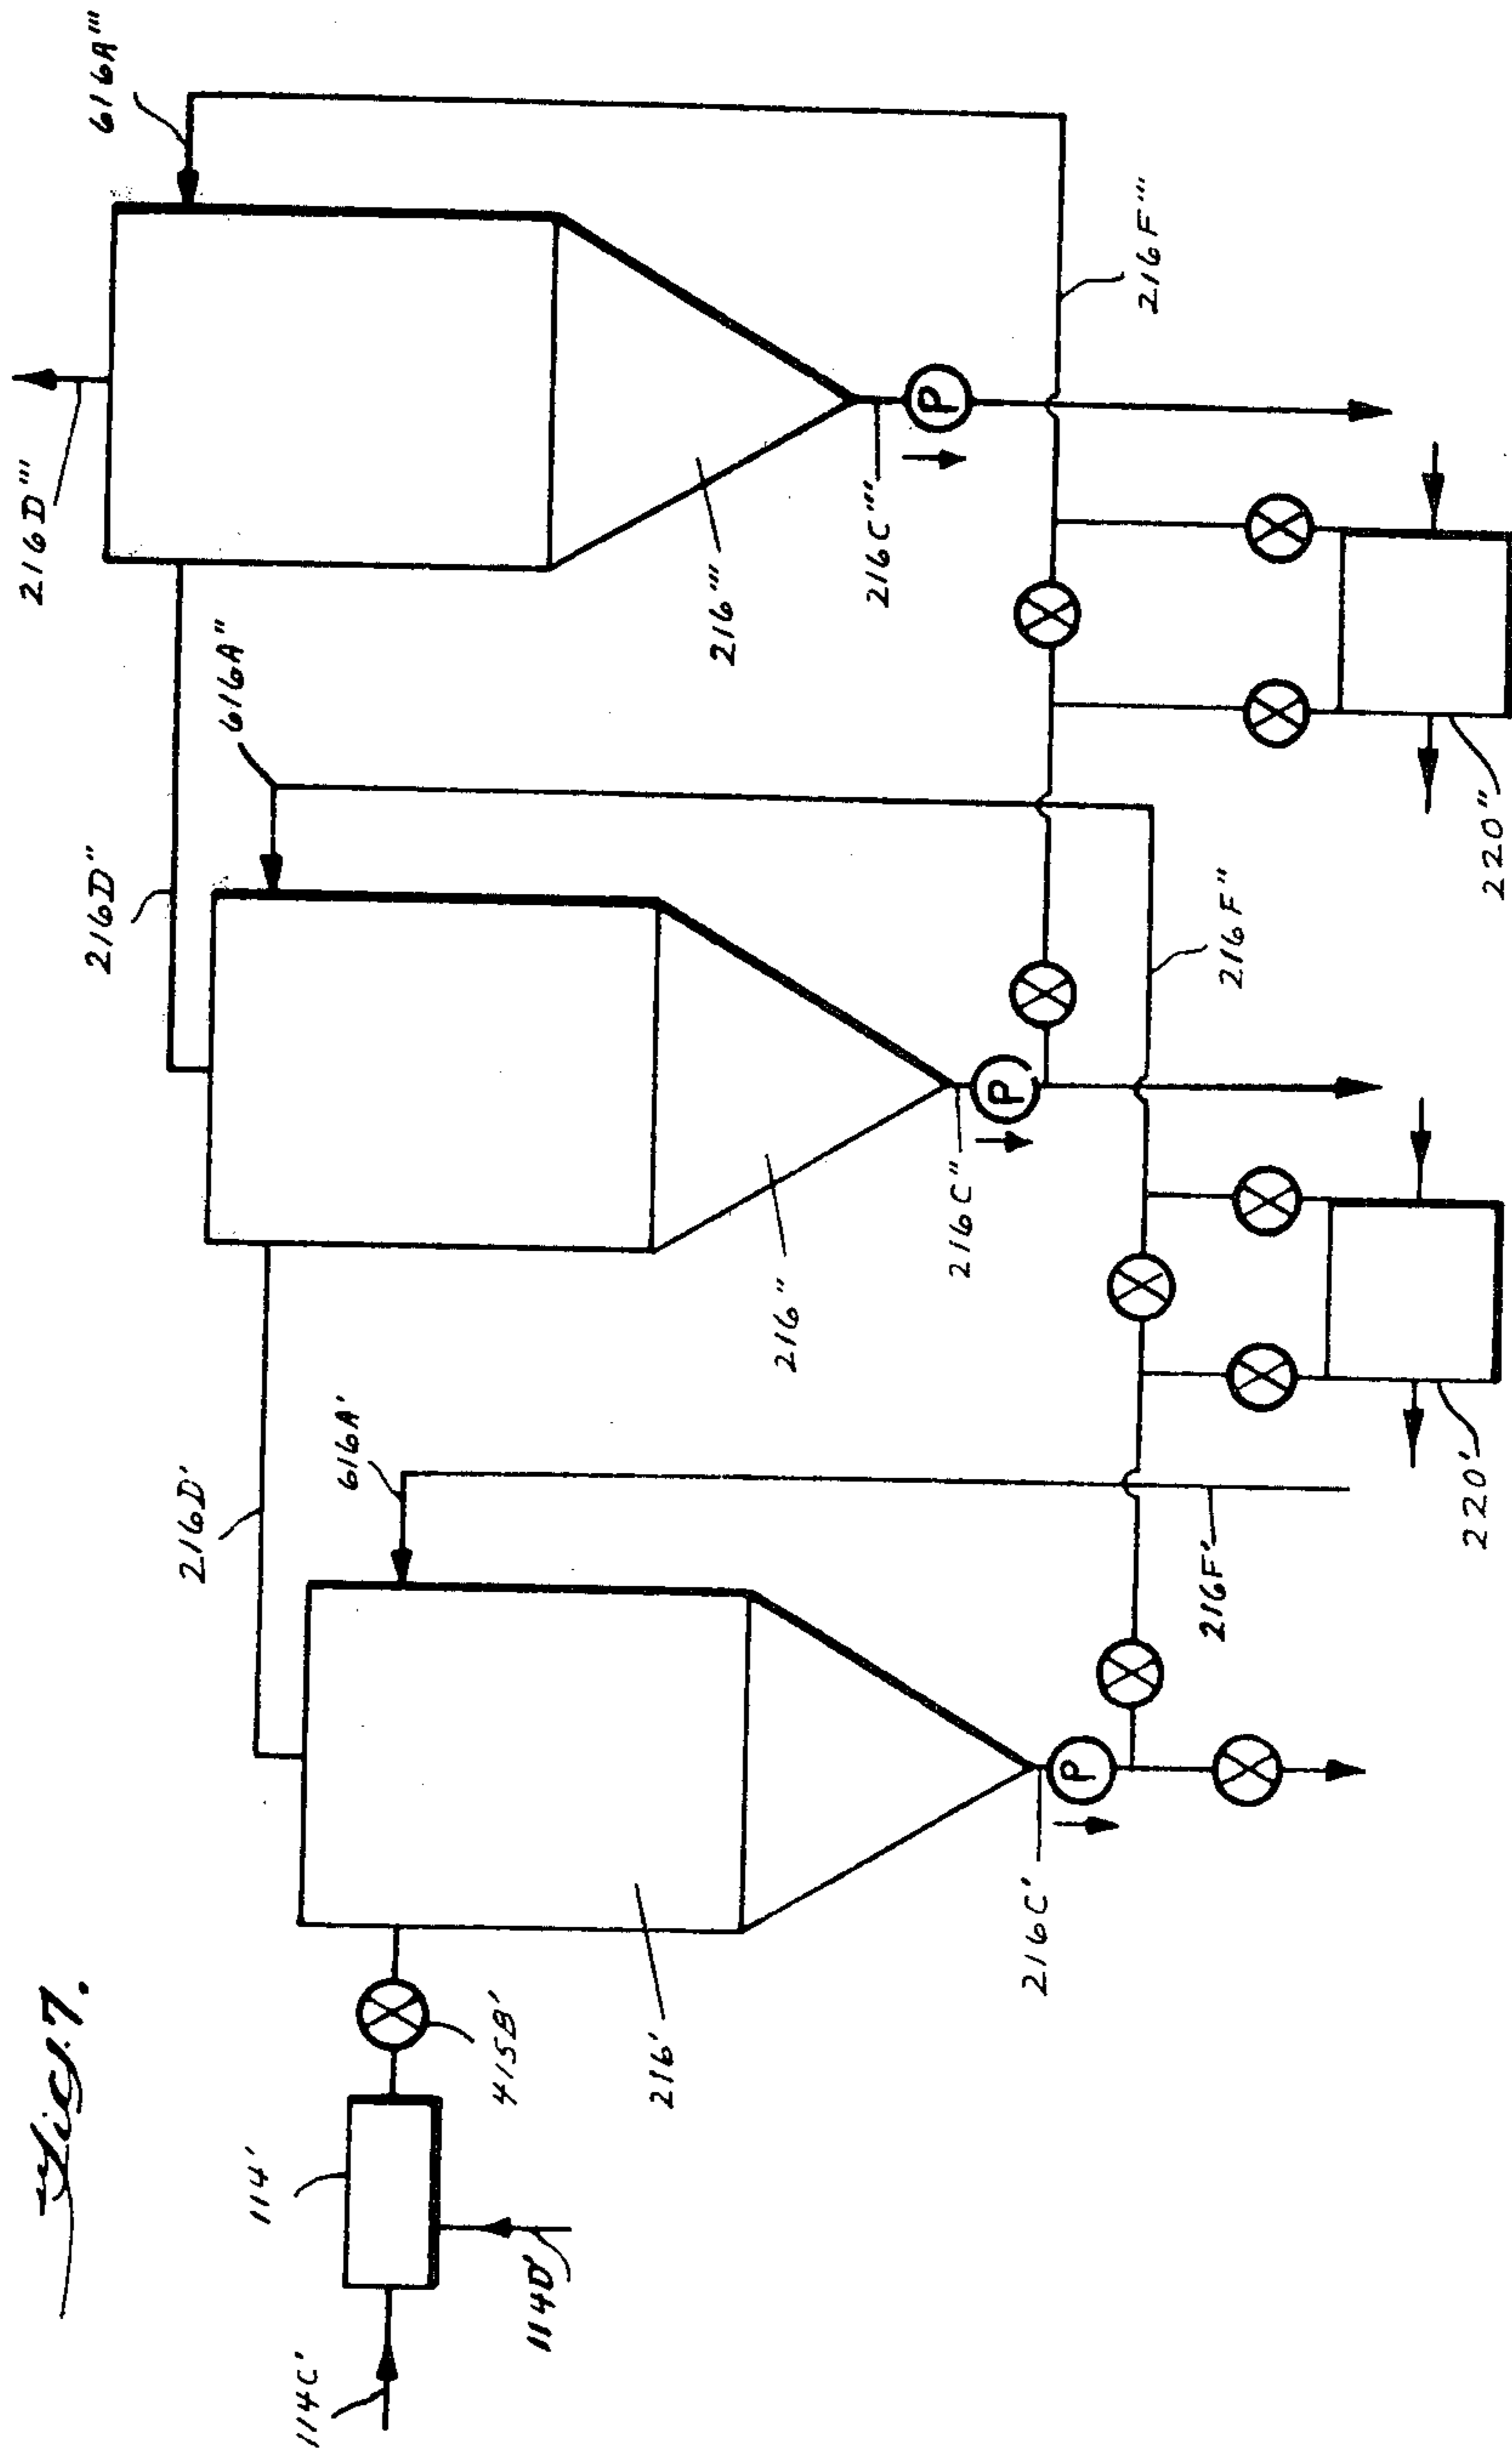 Fig. 7.
114C'
114'
114D'
415B'
216'
216C'
P
216D'
616A'
216F'
220'
216"
216C"
P
216D"
616A"
216F"
220"
216'''
216C'''
P
216D'''
616A'''
216F'''